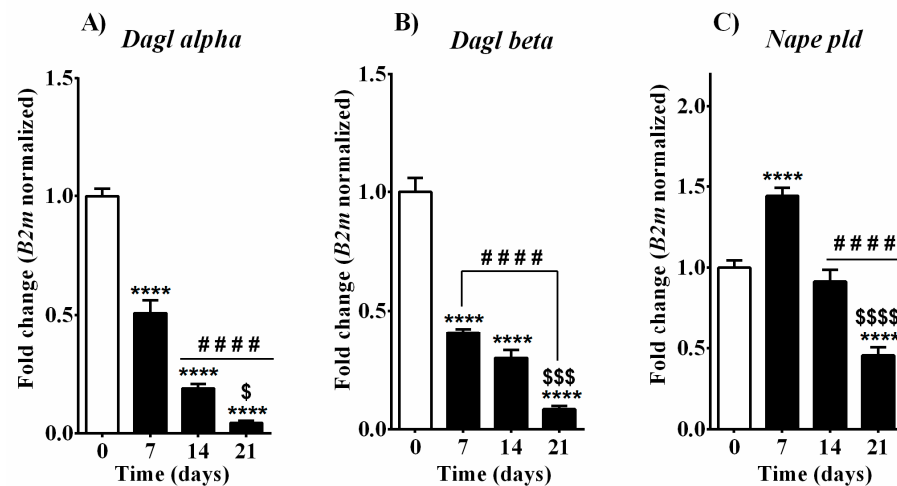 A)
Dagl alpha
Fold change (B2m normalized)
1.5
1.0
0.5
0.0
****
####
****
$
****
0 7 14 21
Time (days)
B)
Dagl beta
Fold change (B2m normalized)
1.5
1.0
0.5
0.0
####
****
****
$$$
****
0 7 14 21
Time (days)
C)
Nape pld
Fold change (B2m normalized)
2.0
1.5
1.0
0.5
0.0
****
####
$$$$
****
0 7 14 21
Time (days)